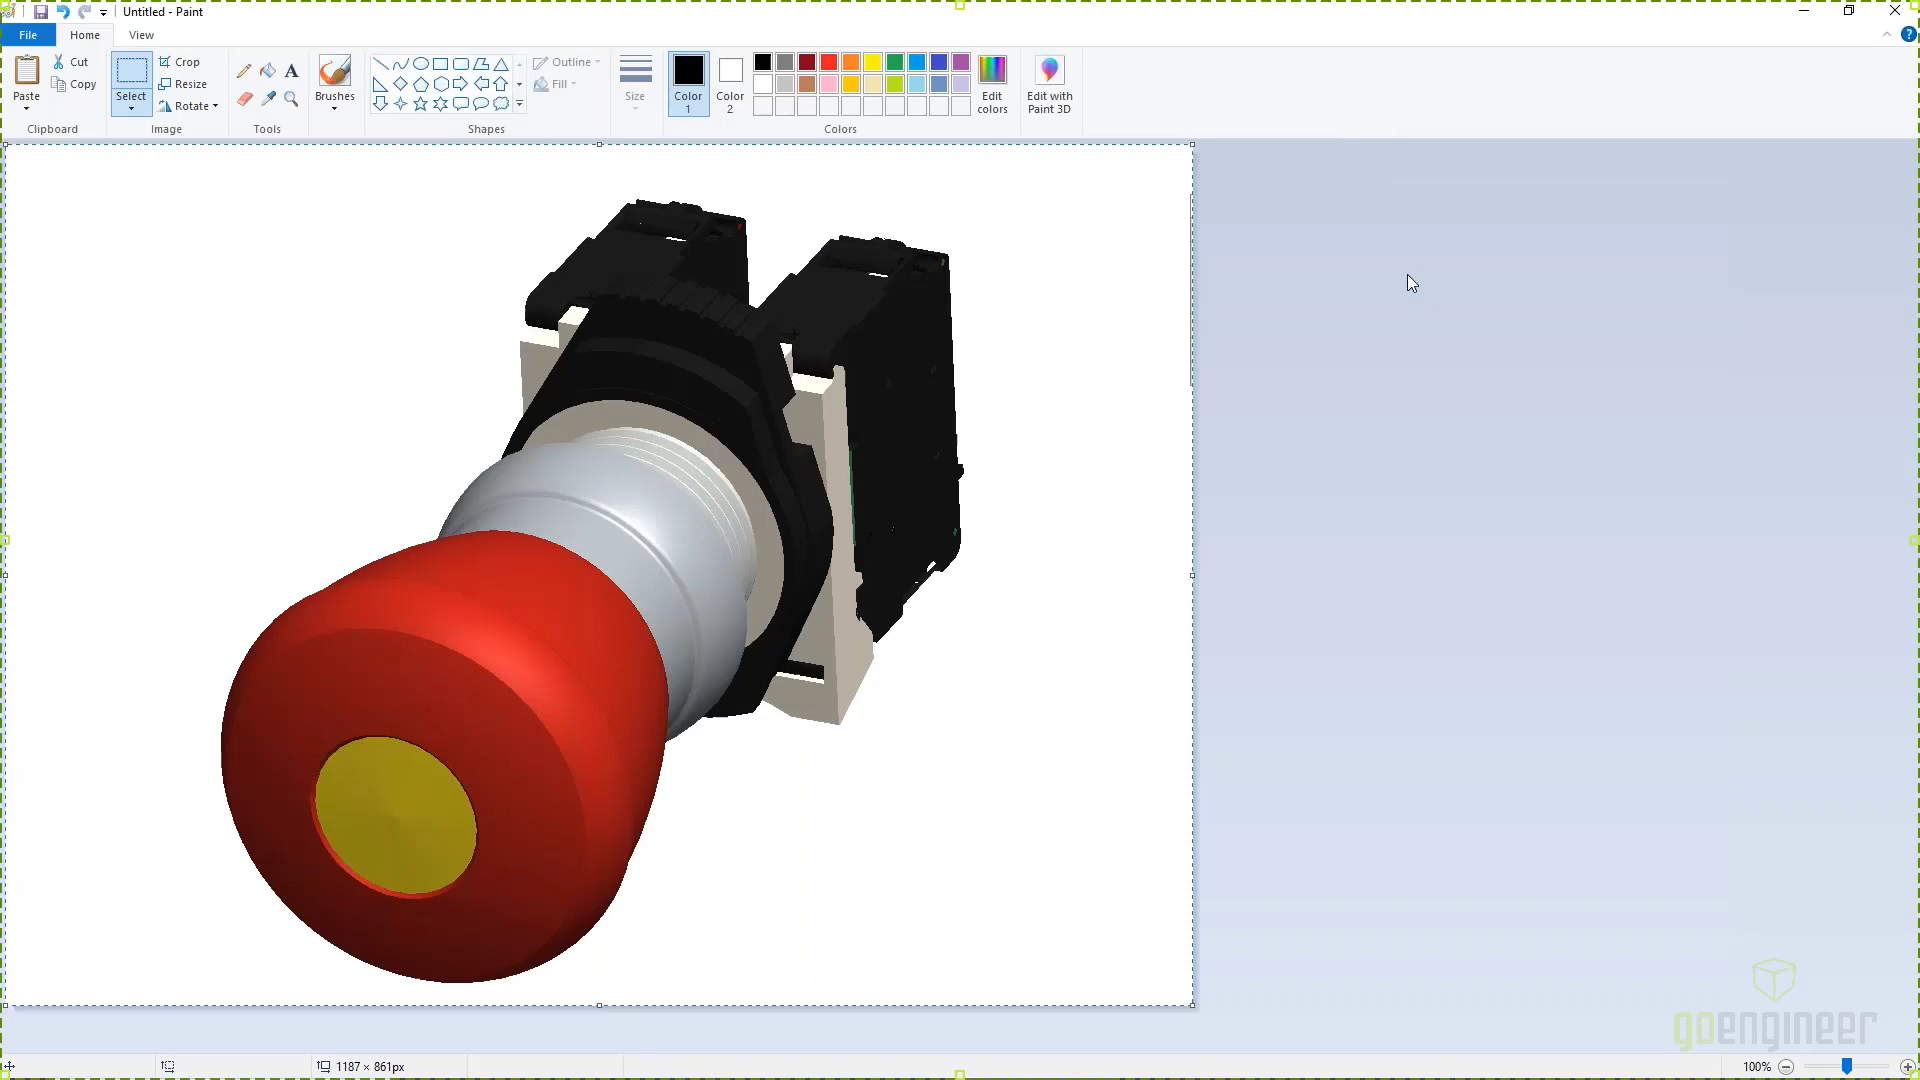 Untitled - Paint
File
Home
View
Paste
Cut
Copy
Clipboard
Select
Crop
Resize
Rotate
Image
A
Tools
Brushes
Shapes
Outline
Fill
Size
Color 1
Color 2
Colors
Edit colors
Edit with Paint 3D
?
goengineer
1187 × 861px
100%